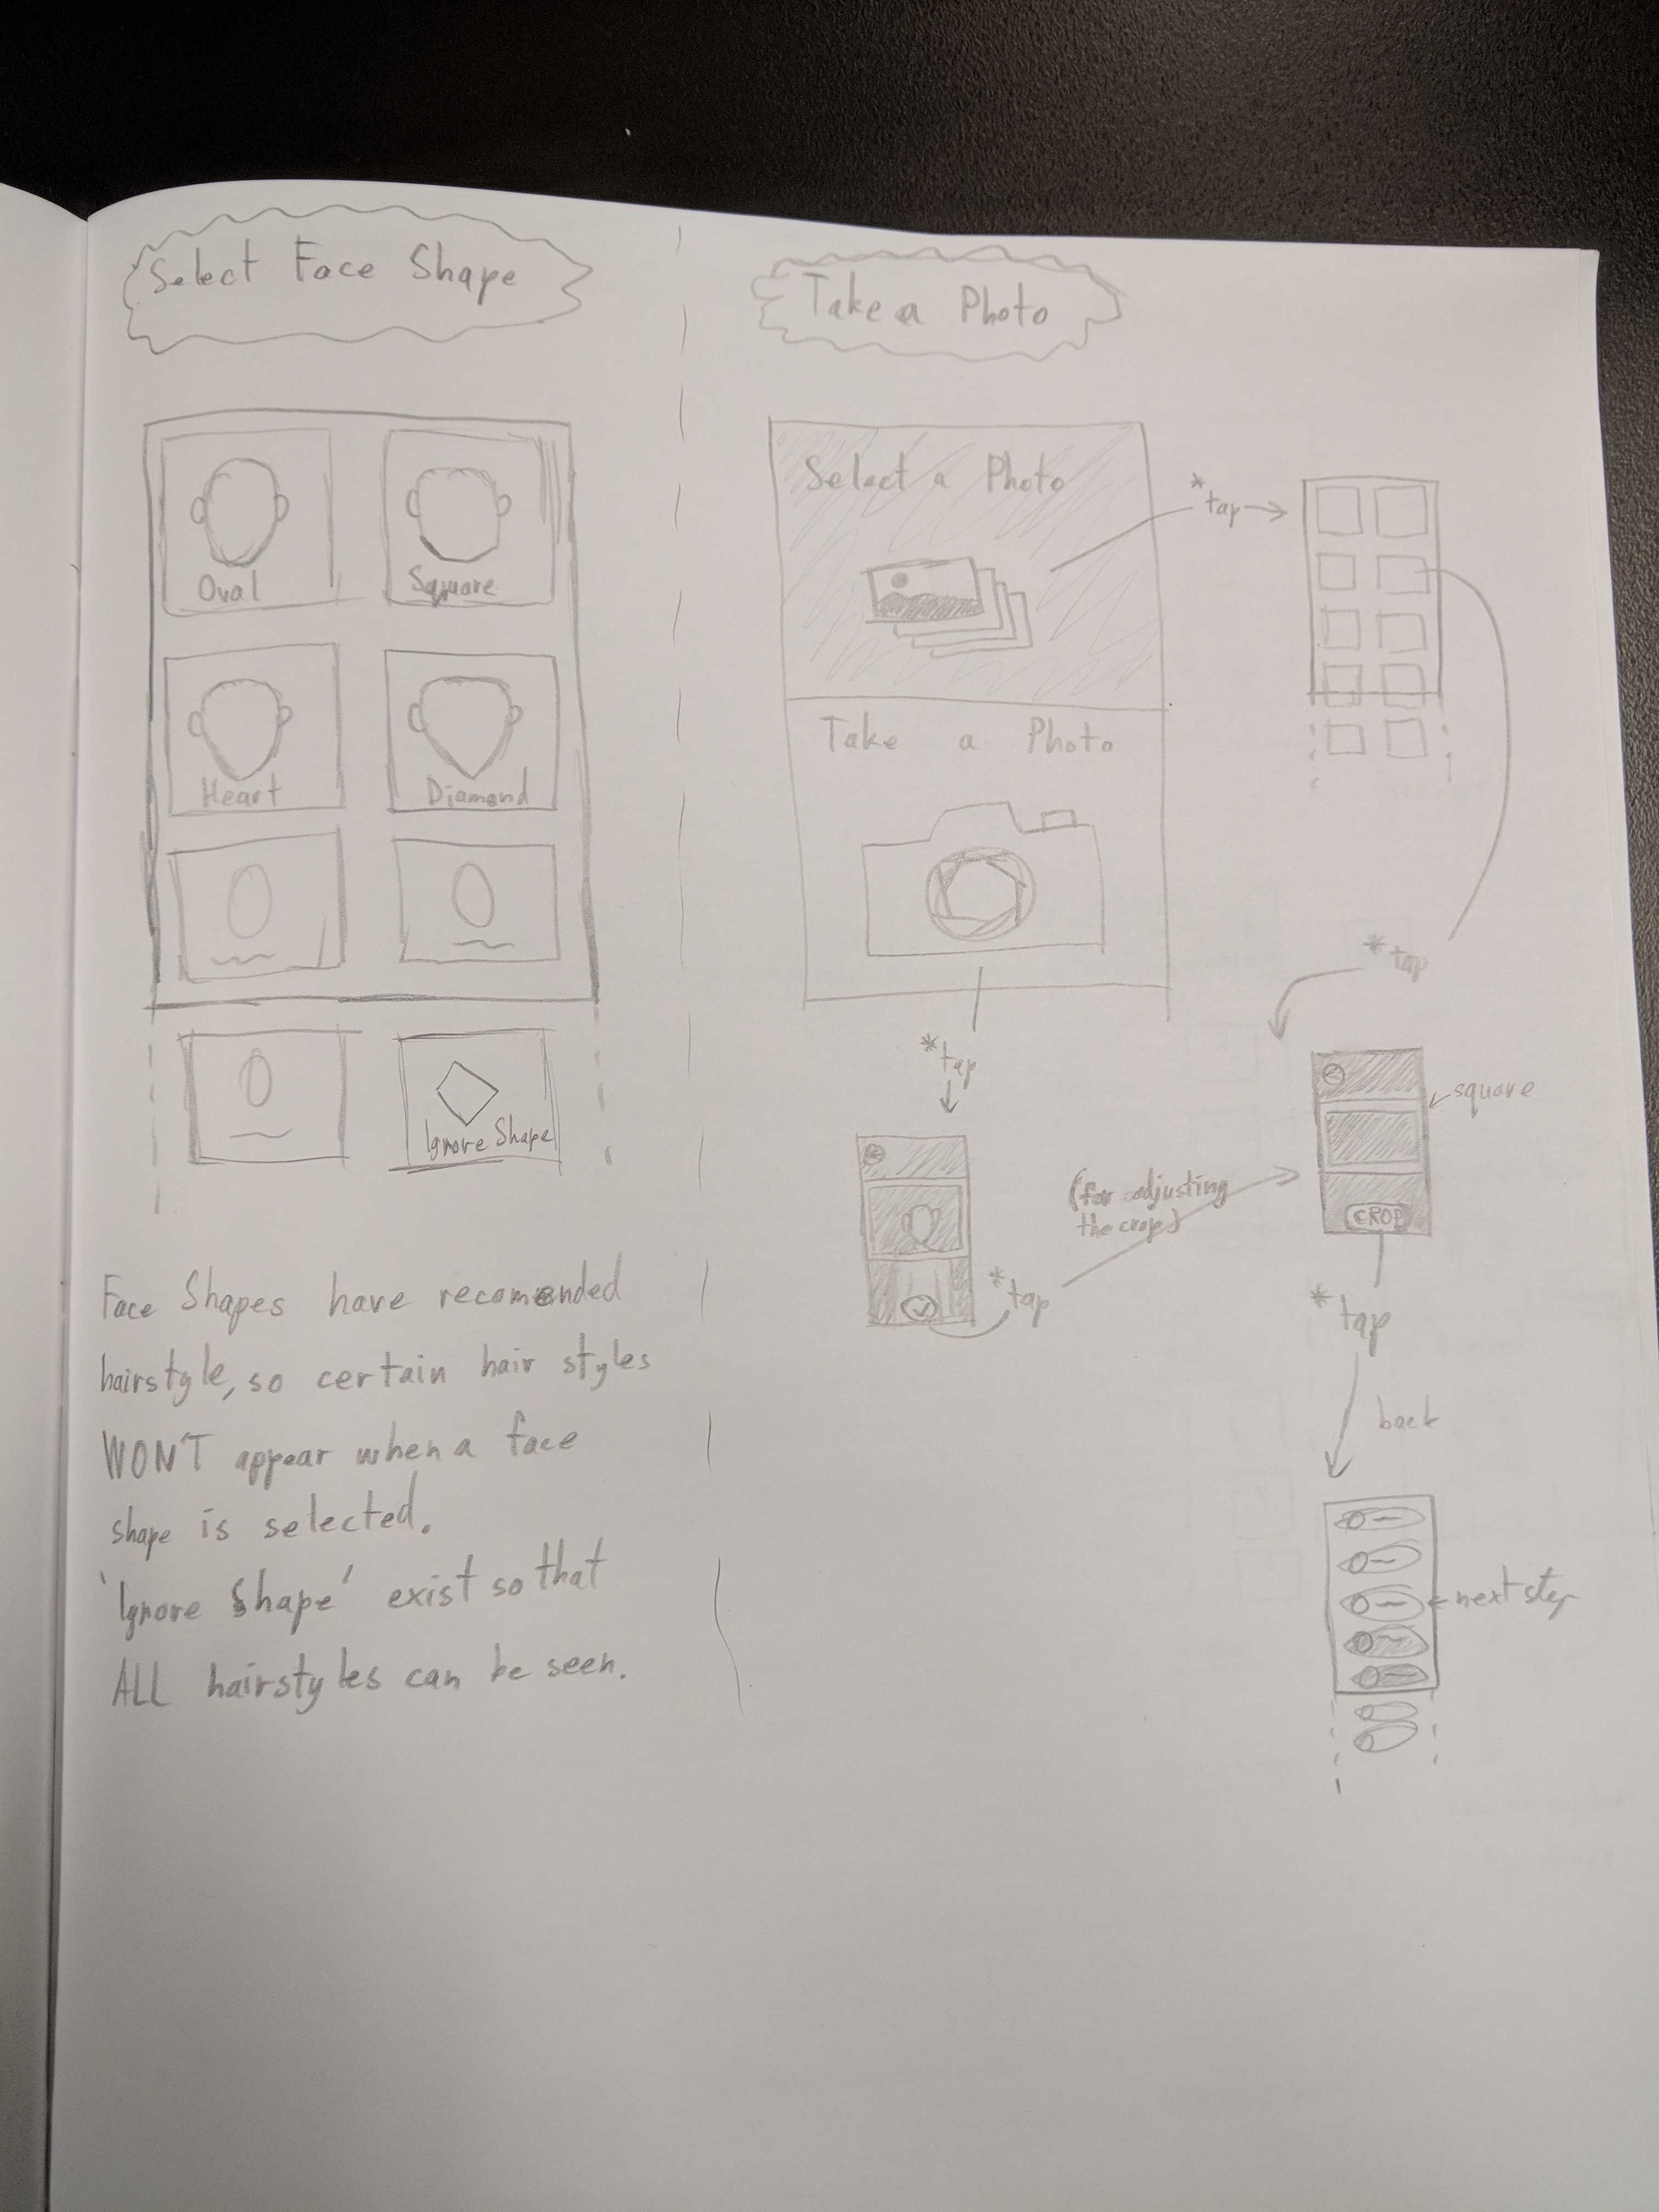 Select Face Shape
Oval
Square
Heart
Diamond
Ignore Shape
Face Shapes have recomended
hairstyle, so certain hair styles
WON'T appear when a face
shape is selected.
'Ignore Shape' exist so that
ALL hairstyles can be seen.
Take a Photo
Select a Photo
*tap
Take a Photo
*tap
*tap
square
(for adjusting
the crop)
CROP
*tap
*tap
back
next step